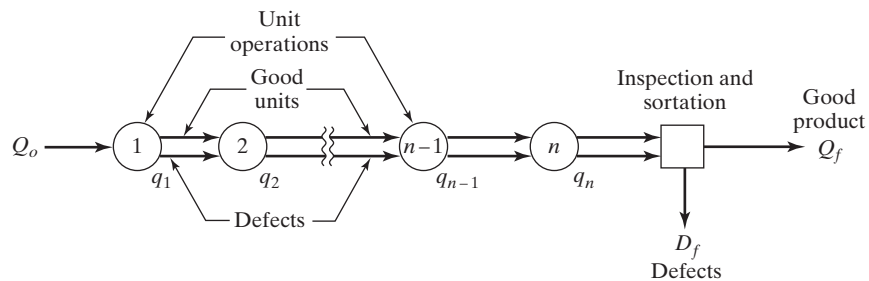 Unit
operations
Good
units
Inspection and
sortation
Good
product
Q_f
Q_o
1
2
n–1
n
q_1
q_2
q_{n–1}
q_n
Defects
D_f
Defects